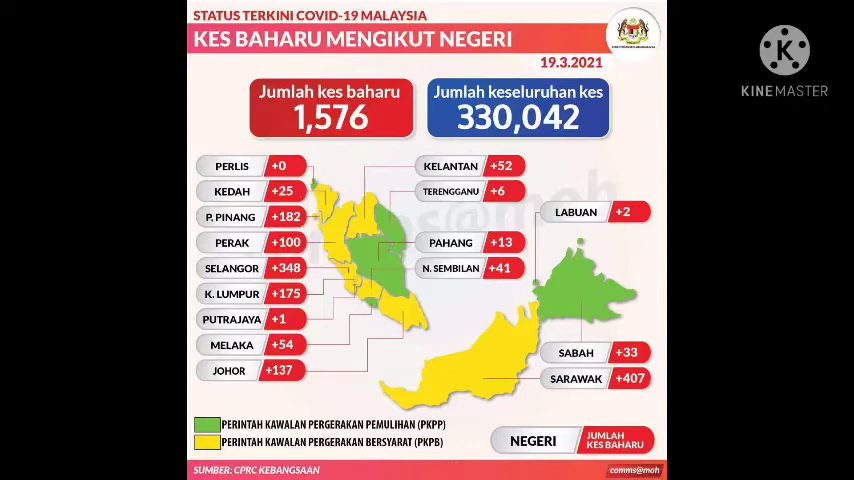 STATUS TERKINI COVID-19 MALAYSIA
KES BAHARU MENGIKUT NEGERI
19.3.2021
KINEMASTER
Jumlah kes baharu
1,576
Jumlah keseluruhan kes
330,042
PERLIS +0
KEDAH +25
P. PINANG +182
PERAK +100
SELANGOR +348
K. LUMPUR +175
PUTRAJAYA +1
MELAKA +54
JOHOR +137
KELANTAN +52
TERENGGANU +6
PAHANG +13
N. SEMBILAN +41
LABUAN +2
SABAH +33
SARAWAK +407
PERINTAH KAWALAN PERGERAKAN PEMULIHAN (PKPP)
PERINTAH KAWALAN PERGERAKAN BERSYARAT (PKPB)
NEGERI
JUMLAH
KES BAHARU
SUMBER: CPRC KEBANGSAAN
comms@moh